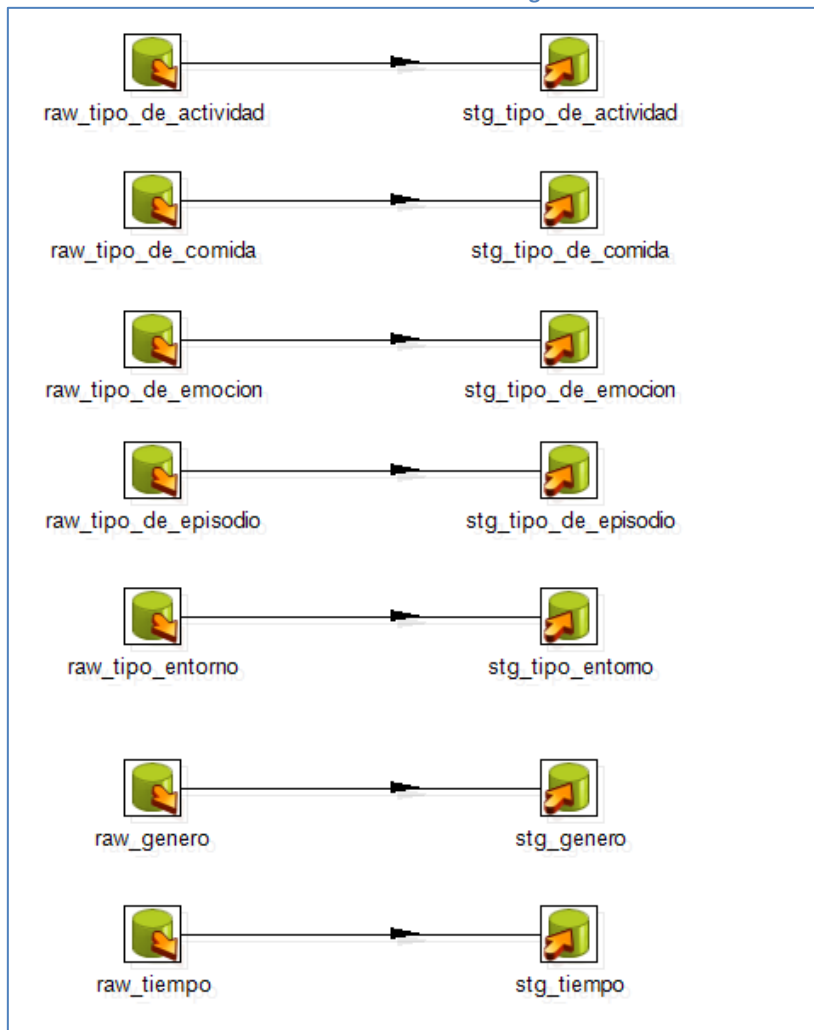 raw_tipo_de_actividad stg_tipo_de_actividad
raw_tipo_de_comida stg_tipo_de_comida
raw_tipo_de_emocion stg_tipo_de_emocion
raw_tipo_de_episodio stg_tipo_de_episodio
raw_tipo_entorno stg_tipo_entorno
raw_genero stg_genero
raw_tiempo stg_tiempo